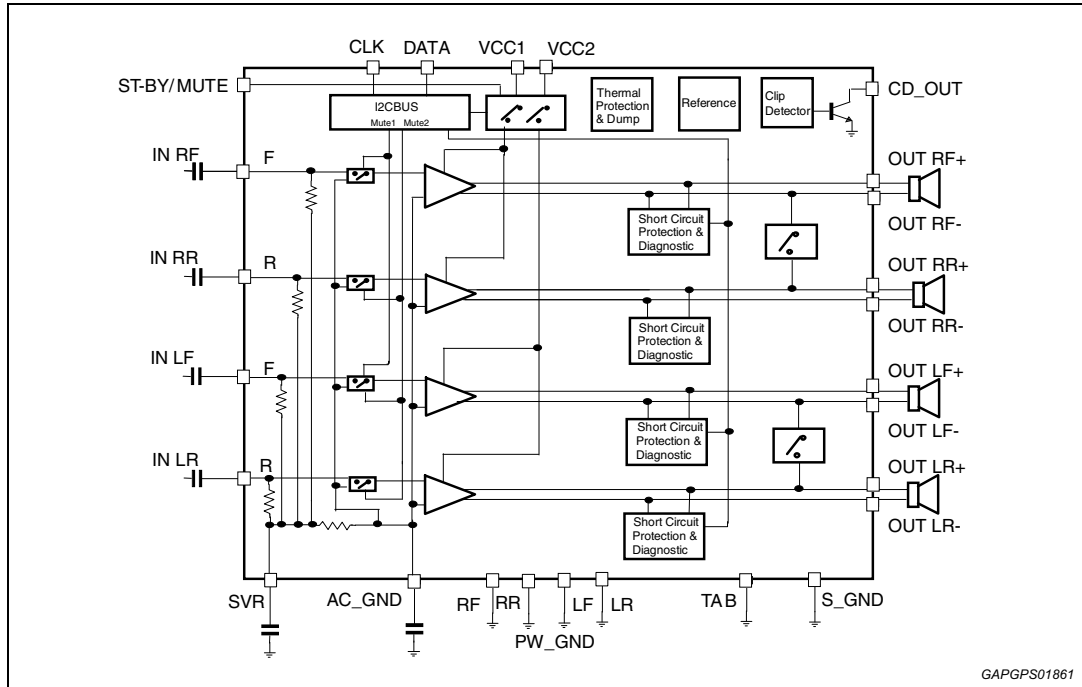 CLK DATA VCC1 VCC2
ST-BY/MUTE
I2CBUS
Mute1 Mute2
Thermal
Protection
& Dump
Reference
Clip
Detector
CD_OUT
IN RF
F
OUT RF+
Short Circuit
Protection &
Diagnostic
OUT RF-
IN RR
R
OUT RR+
Short Circuit
Protection &
Diagnostic
OUT RR-
IN LF
F
OUT LF+
Short Circuit
Protection &
Diagnostic
OUT LF-
IN LR
R
OUT LR+
Short Circuit
Protection &
Diagnostic
OUT LR-
SVR AC_GND RF RR LF LR TAB S_GND
PW_GND
GAPGPS01861